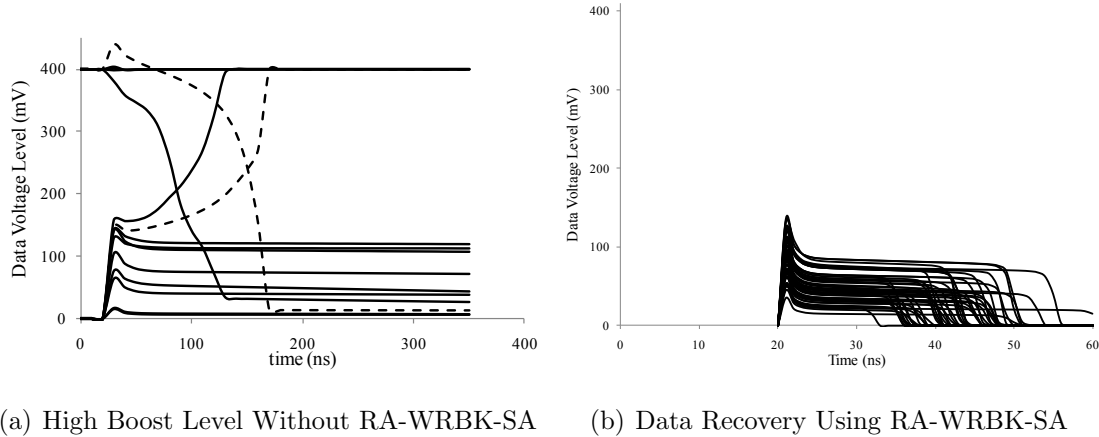 Data Voltage Level (mV)
400
300
200
100
0
0 100 200 300 400
time (ns)
Data Voltage Level (mV)
400
300
200
100
0
0 10 20 30 40 50 60
Time (ns)
(a) High Boost Level Without RA-WRBK-SA
(b) Data Recovery Using RA-WRBK-SA